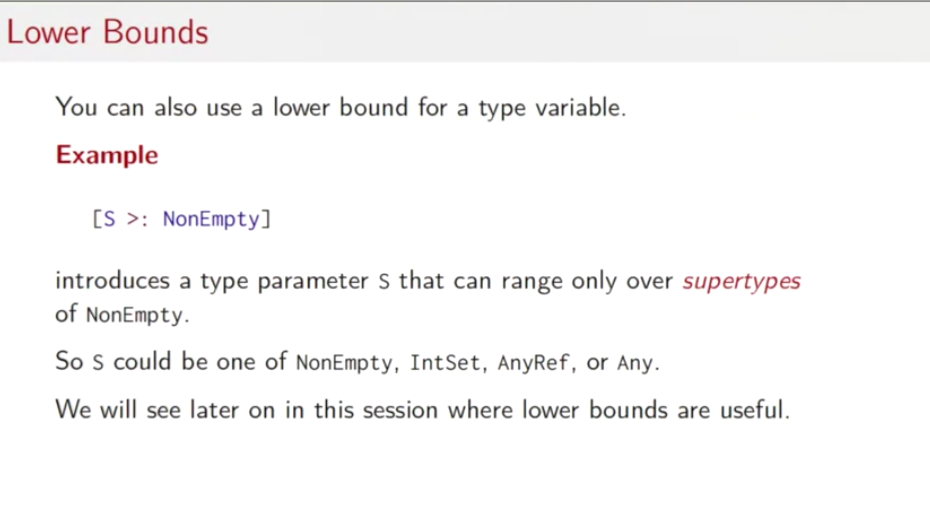 Lower Bounds
You can also use a lower bound for a type variable.
Example
[S >: NonEmpty]
introduces a type parameter S that can range only over supertypes
of NonEmpty.
So S could be one of NonEmpty, IntSet, AnyRef, or Any.
We will see later on in this session where lower bounds are useful.